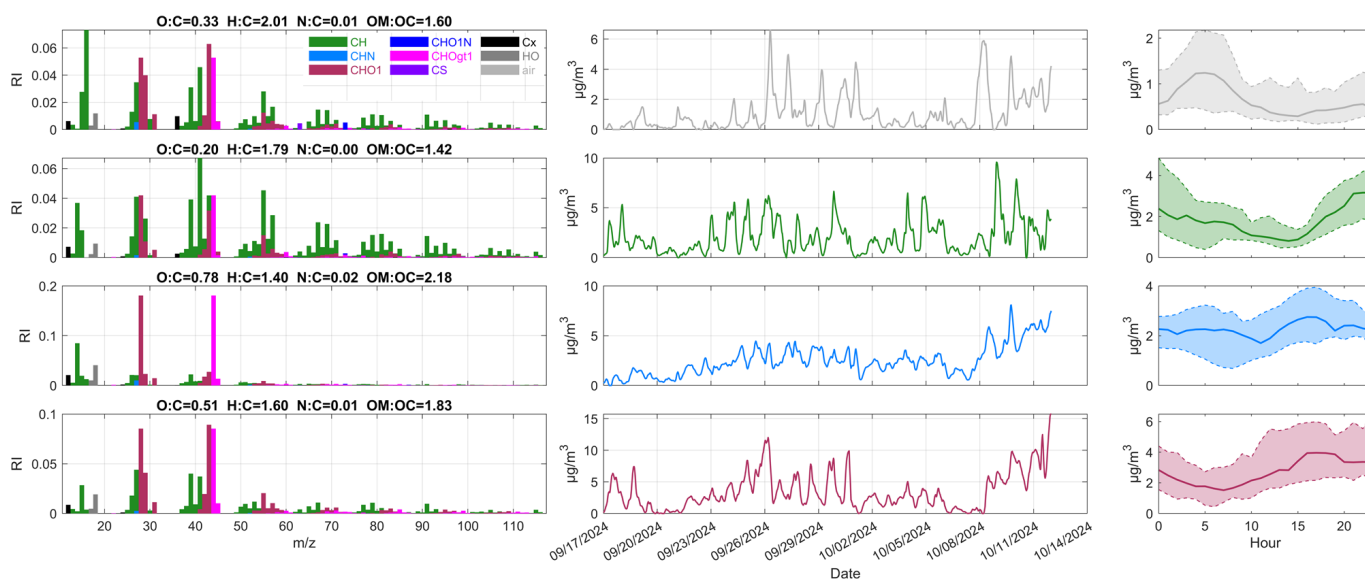 O:C=0.33 H:C=2.01 N:C=0.01 OM:OC=1.60
RI
0.06
0.04
0.02
0
CH
CHN
CHO1
CHO1N
CHOgt1
CS
Cx
HO
air
µg/m³
6
4
2
0
µg/m³
2
1
0
O:C=0.20 H:C=1.79 N:C=0.00 OM:OC=1.42
RI
0.06
0.04
0.02
0
µg/m³
10
5
0
µg/m³
4
2
0
O:C=0.78 H:C=1.40 N:C=0.02 OM:OC=2.18
RI
0.2
0.1
0
µg/m³
10
5
0
µg/m³
4
2
0
O:C=0.51 H:C=1.60 N:C=0.01 OM:OC=1.83
RI
0.1
0.05
0
20 30 40 50 60 70 80 90 100 110
m/z
µg/m³
15
10
5
0
09/17/2024 09/20/2024 09/23/2024 09/26/2024 09/29/2024 10/02/2024 10/05/2024 10/08/2024 10/11/2024 10/14/2024
Date
µg/m³
6
4
2
0
0 5 10 15 20
Hour